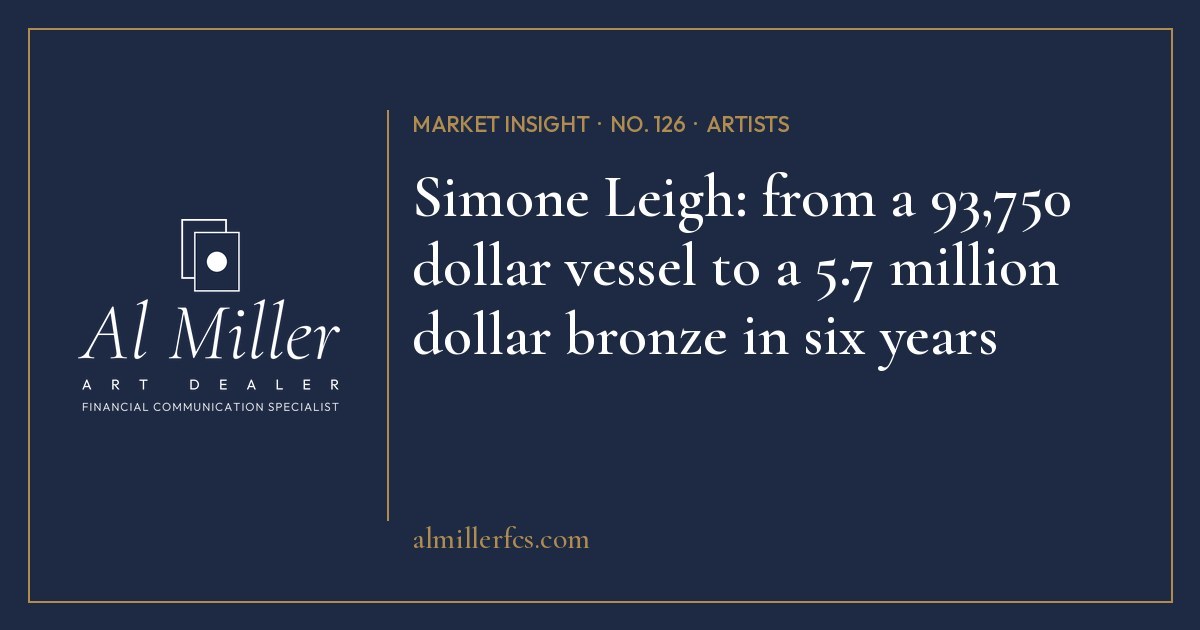 MARKET INSIGHT · NO. 126 · ARTISTS
Simone Leigh: from a 93,750
dollar vessel to a 5.7 million
dollar bronze in six years
Al Miller
ART DEALER
FINANCIAL COMMUNICATION SPECIALIST
almillerfcs.com